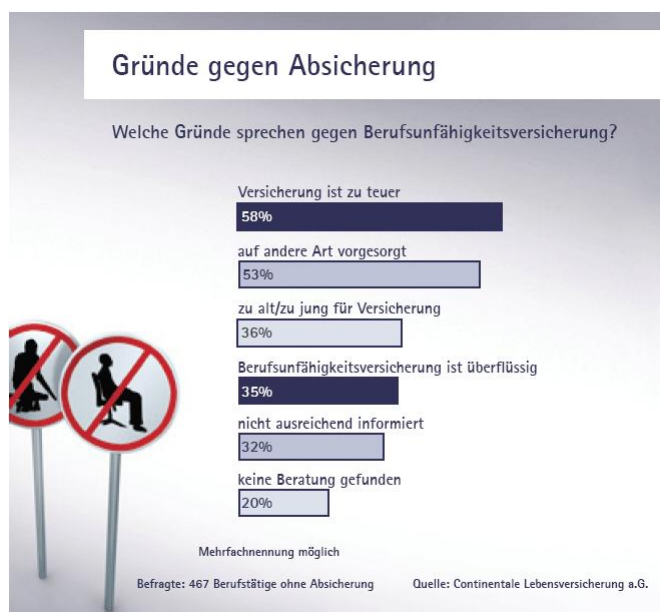 Gründe gegen Absicherung
Welche Gründe sprechen gegen Berufsunfähigkeitsversicherung?
Versicherung ist zu teuer
58%
auf andere Art vorgesorgt
53%
zu alt/zu jung für Versicherung
36%
Berufsunfähigkeitsversicherung ist überflüssig
35%
nicht ausreichend informiert
32%
keine Beratung gefunden
20%
Mehrfachnennung möglich
Befragte: 467 Berufstätige ohne Absicherung Quelle: Continentale Lebensversicherung a.G.